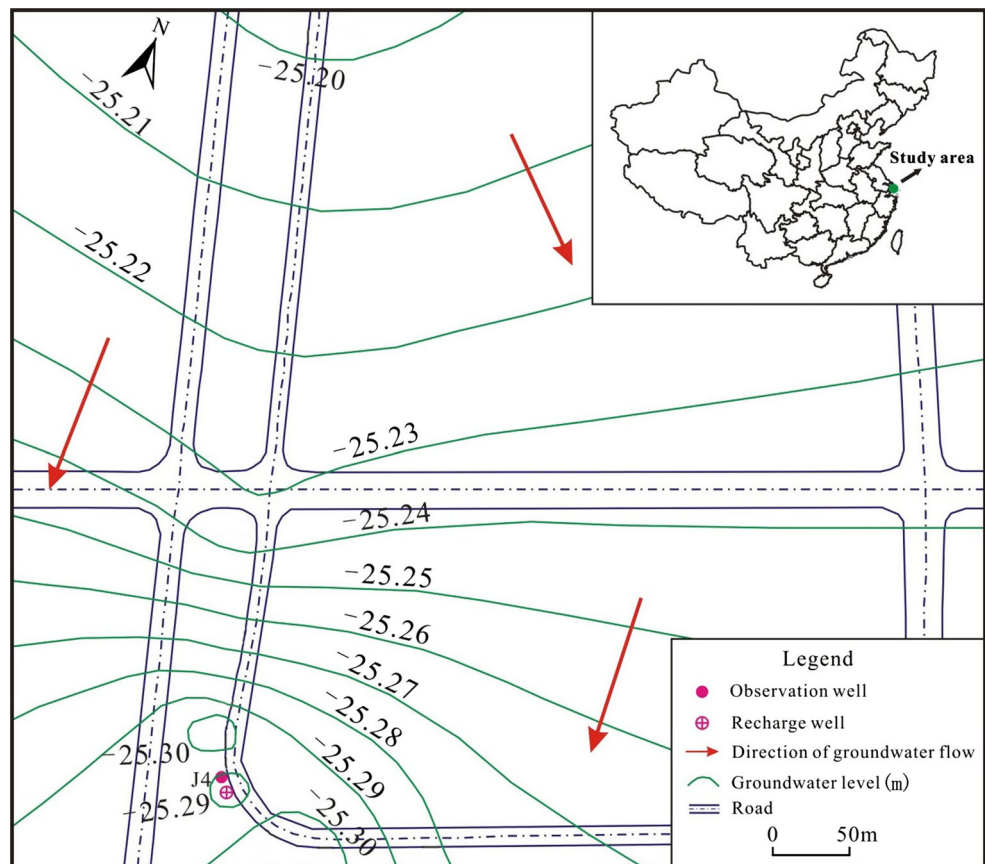 N
-25.20
-25.21
Study area
-25.22
-25.23
-25.24
-25.25
-25.26
-25.27
-25.28
-25.30
-25.29
J4
-25.29
-25.30
Legend
Observation well
Recharge well
Direction of groundwater flow
Groundwater level (m)
Road
0 50m